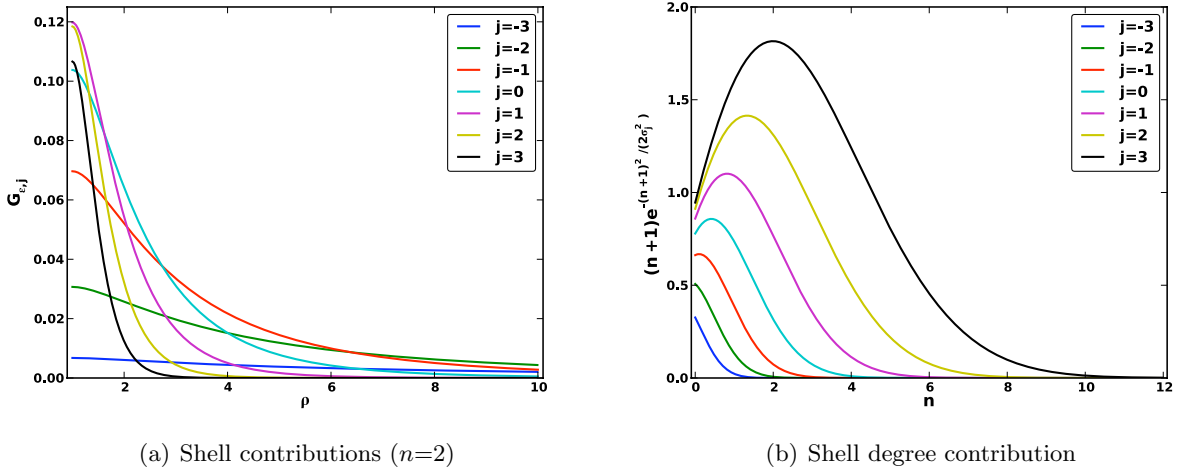 0.12
0.10
0.08
0.06
0.04
0.02
0.00
G_{ε,j}
2
4
6
8
10
ρ
j=-3
j=-2
j=-1
j=0
j=1
j=2
j=3
(a) Shell contributions (n=2)
2.0
1.5
1.0
0.5
0.0
(n+1)e^{-(n+1)^2/(2σ_j^2)}
0
2
4
6
8
10
12
n
j=-3
j=-2
j=-1
j=0
j=1
j=2
j=3
(b) Shell degree contribution